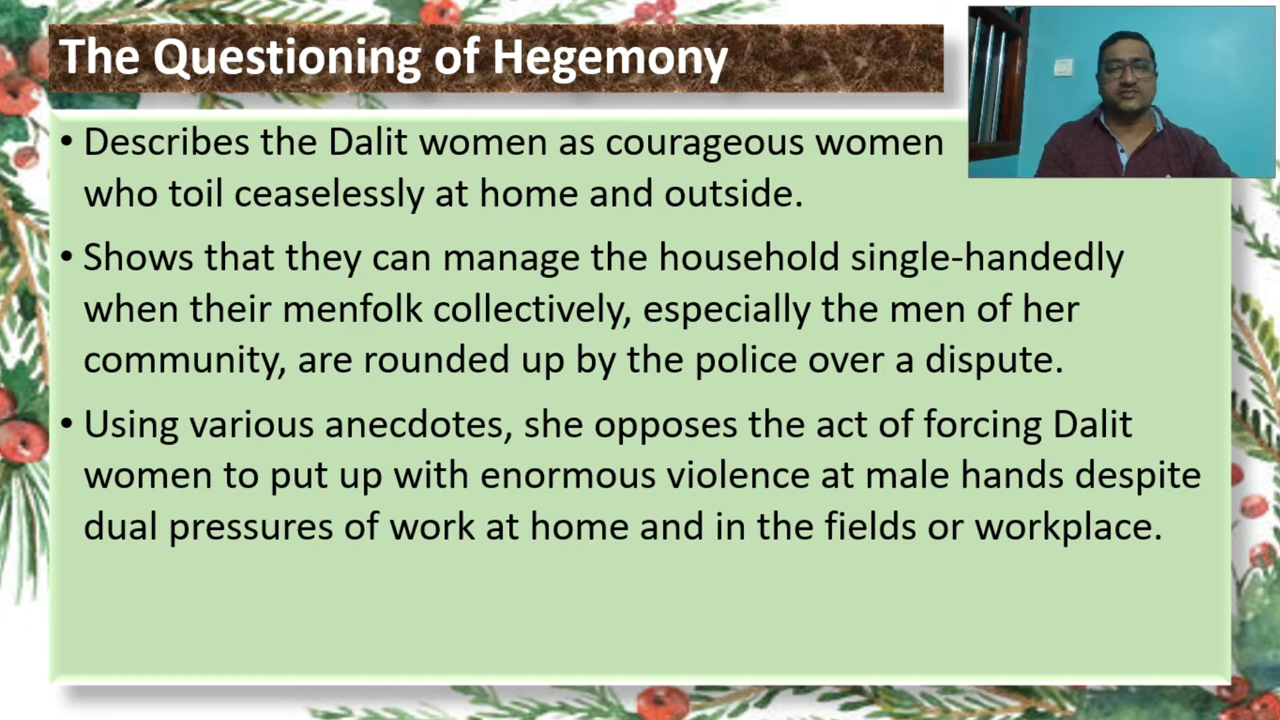 The Questioning of Hegemony
• Describes the Dalit women as courageous women
who toil ceaselessly at home and outside.
• Shows that they can manage the household single-handedly
when their menfolk collectively, especially the men of her
community, are rounded up by the police over a dispute.
• Using various anecdotes, she opposes the act of forcing Dalit
women to put up with enormous violence at male hands despite
dual pressures of work at home and in the fields or workplace.